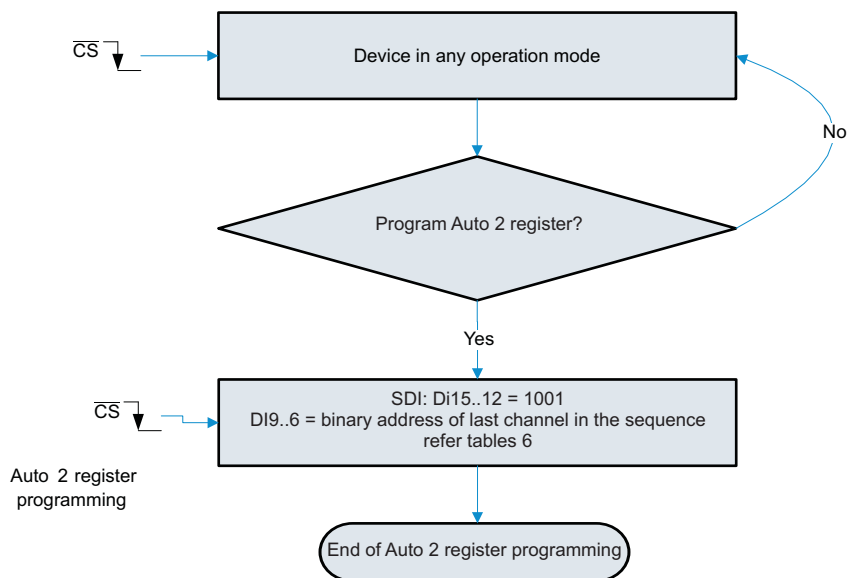 CS
Device in any operation mode
No
Program Auto 2 register?
Yes
CS
SDI: Di15..12 = 1001
DI9..6 = binary address of last channel in the sequence
refer tables 6
Auto 2 register
programming
End of Auto 2 register programming